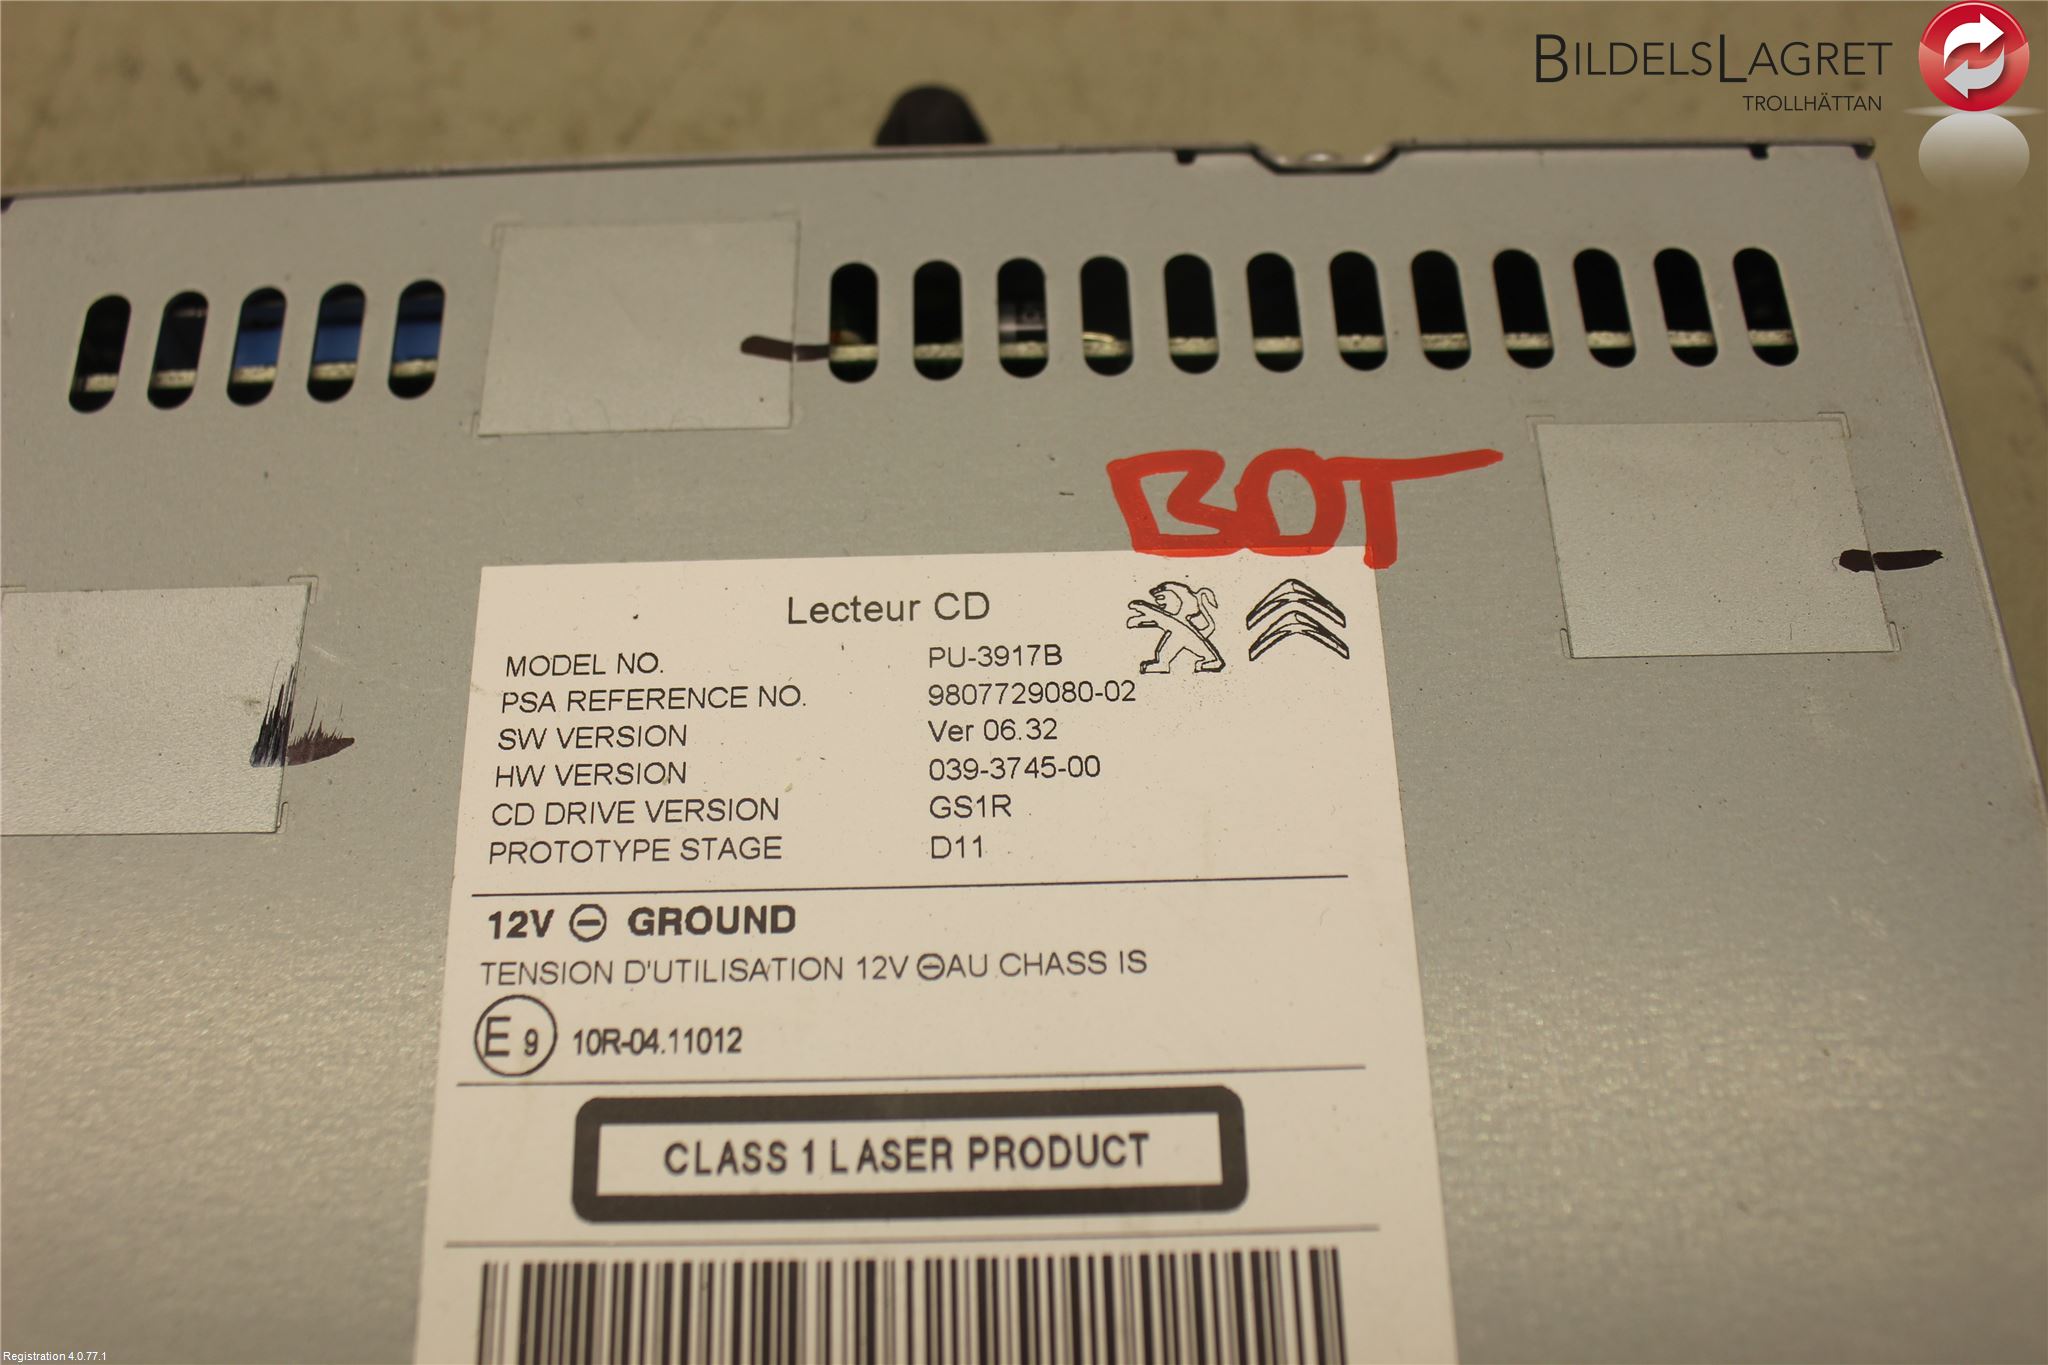 BILDELSLAGRET
TROLLHÄTTAN
BOT
Lecteur CD
MODEL NO. PU-3917B
PSA REFERENCE NO. 9807729080-02
SW VERSION Ver 06.32
HW VERSION 039-3745-00
CD DRIVE VERSION GS1R
PROTOTYPE STAGE D11
12V ⊖ GROUND
TENSION D'UTILISATION 12V ⊖AU CHASS IS
E 9 10R-04.11012
CLASS 1 LASER PRODUCT
Registration 4.0.77.1